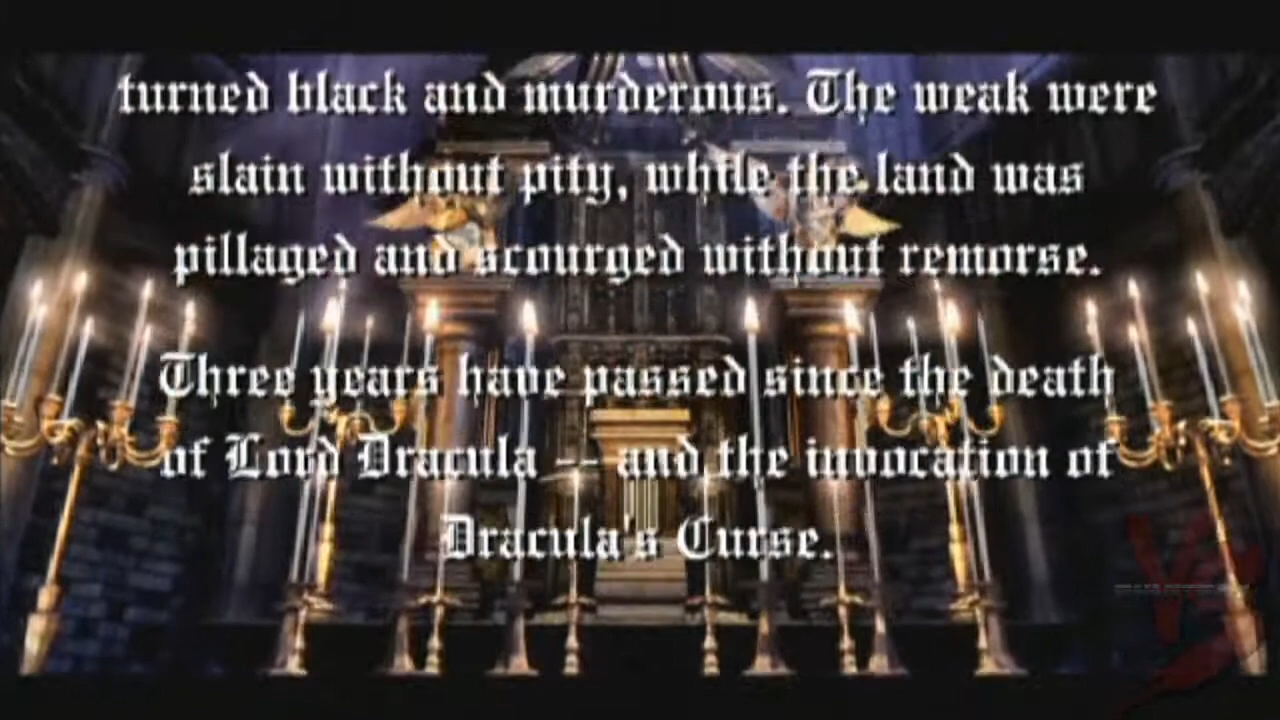 turned black and murderous. The weak were
slain without pity, while the land was
pillaged and scourged without remorse.
Three years have passed since the death
of Lord Dracula — and the invocation of
Dracula's Curse.